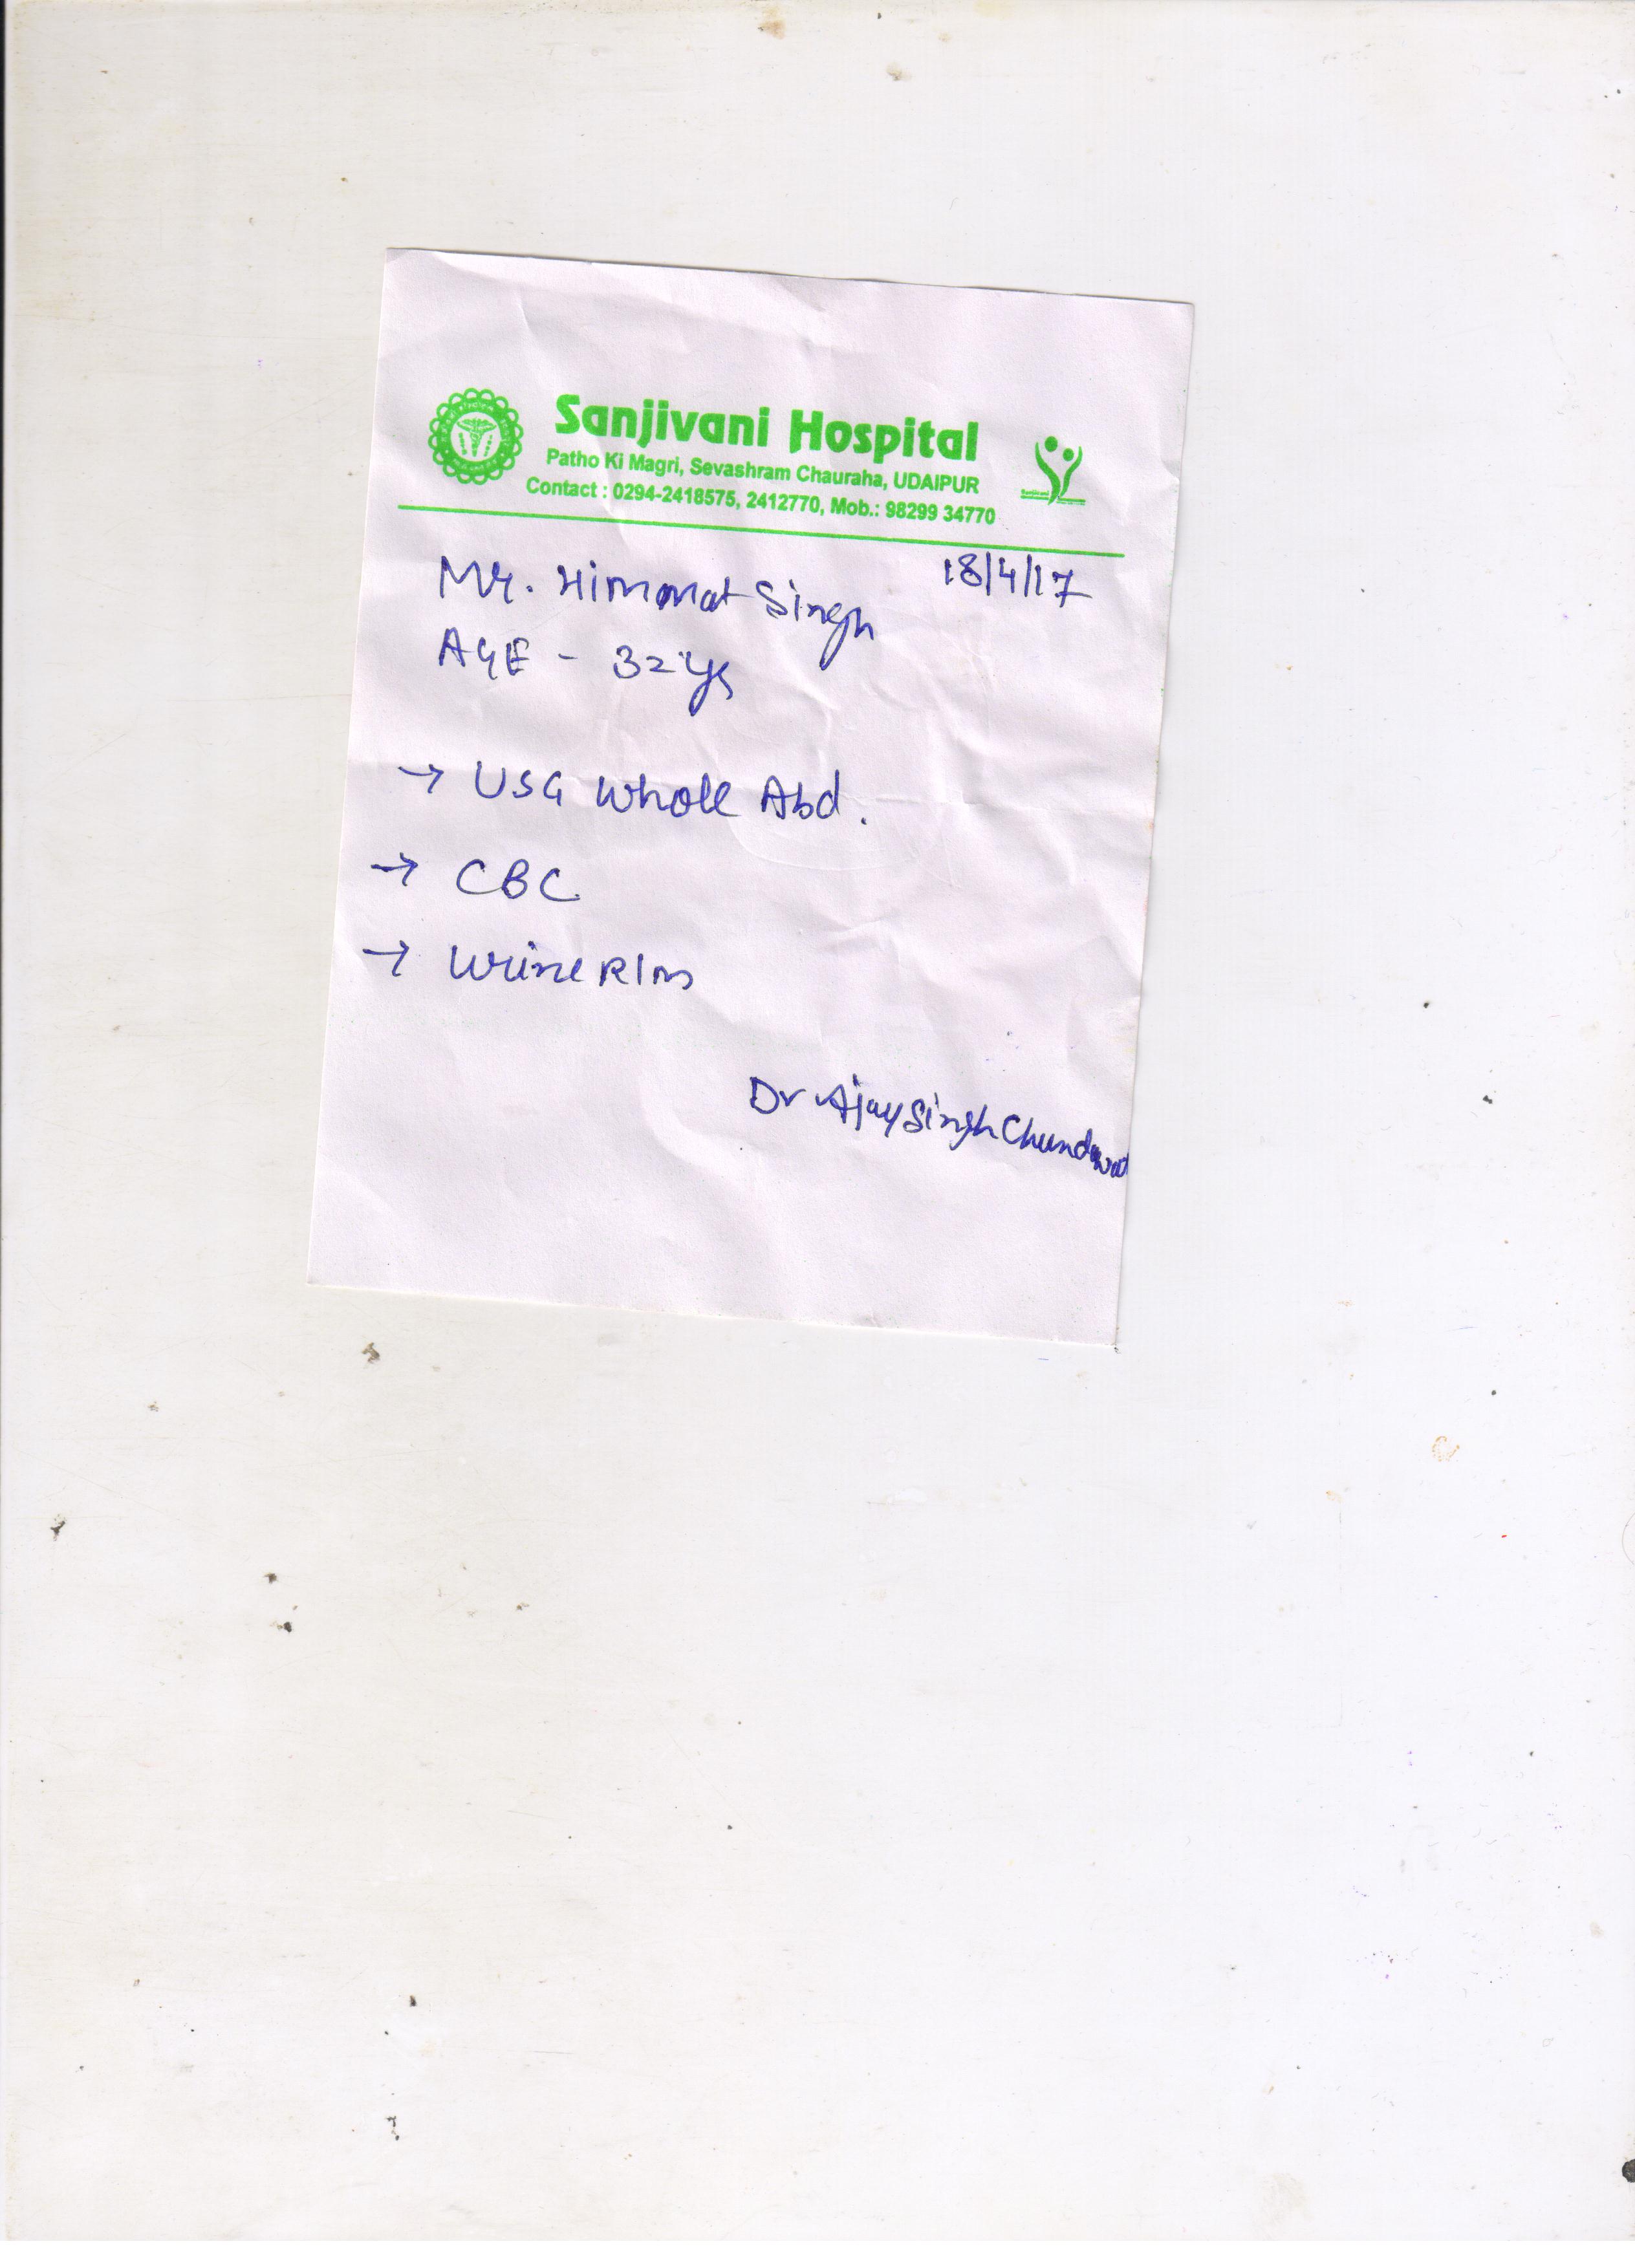 Sanjivani Hospital
Patho Ki Magri, Sevashram Chauraha, UDAIPUR
Contact : 0294-2418575, 2412770, Mob.: 98299 34770
18/4/17
Mr. Himmat Singh
AGE - 32 ys
→ USG Whole Abd.
→ CBC
→ Urine R/m
Dr Ajay Singh Chundawat